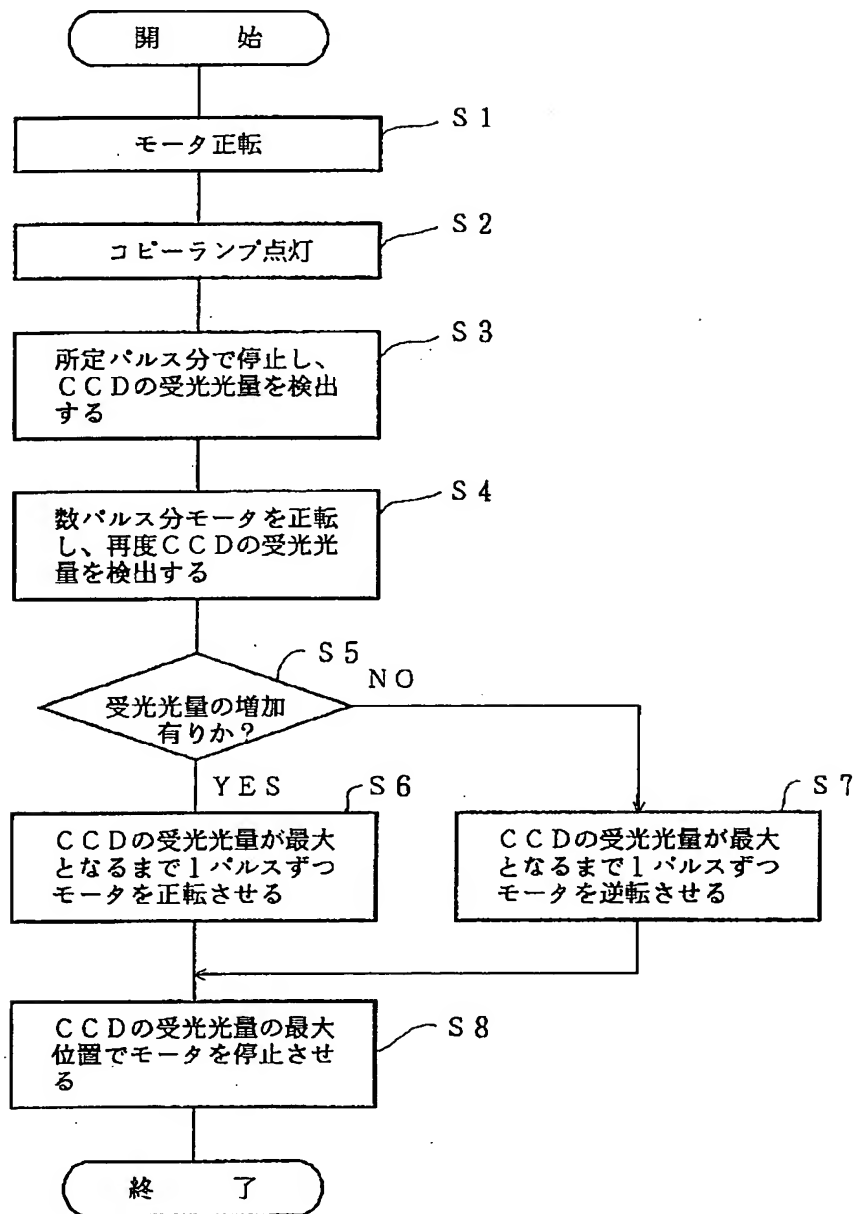 開 始
S1
モータ正転
S2
コピーランプ点灯
S3
所定パルス分で停止し、
CCDの受光光量を検出
する
S4
数パルス分モータを正転
し、再度CCDの受光光
量を検出する
S5
NO
受光光量の増加
有りか?
YES
S6
CCDの受光光量が最大
となるまで1パルスずつ
モータを正転させる
S7
CCDの受光光量が最大
となるまで1パルスずつ
モータを逆転させる
S8
CCDの受光光量の最大
位置でモータを停止させ
る
終 了